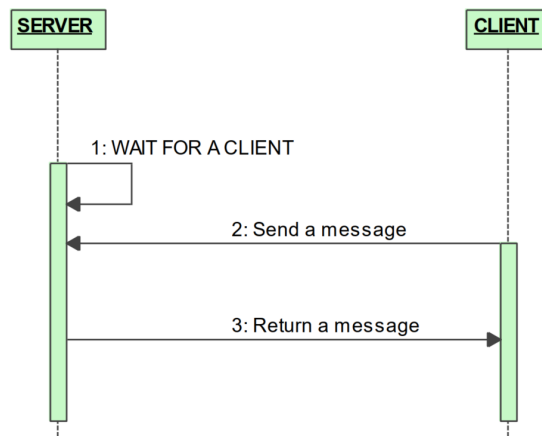 SERVER
CLIENT
1: WAIT FOR A CLIENT
2: Send a message
3: Return a message